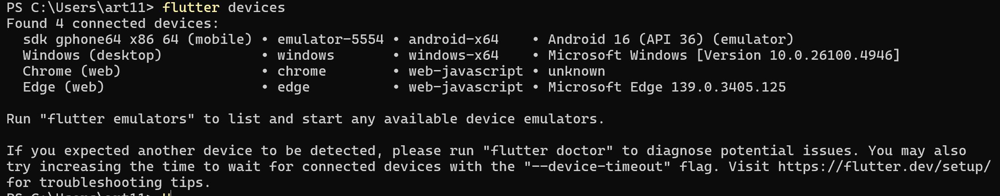 PS C:\Users\art11> flutter devices
Found 4 connected devices:
  sdk gphone64 x86 64 (mobile) • emulator-5554 • android-x64    • Android 16 (API 36) (emulator)
  Windows (desktop)            • windows       • windows-x64    • Microsoft Windows [Version 10.0.26100.4946]
  Chrome (web)                 • chrome        • web-javascript • unknown
  Edge (web)                   • edge          • web-javascript • Microsoft Edge 139.0.3405.125

Run "flutter emulators" to list and start any available device emulators.

If you expected another device to be detected, please run "flutter doctor" to diagnose potential issues. You may also
try increasing the time to wait for connected devices with the "--device-timeout" flag. Visit https://flutter.dev/setup/
for troubleshooting tips.
PS C:\Users\art11>